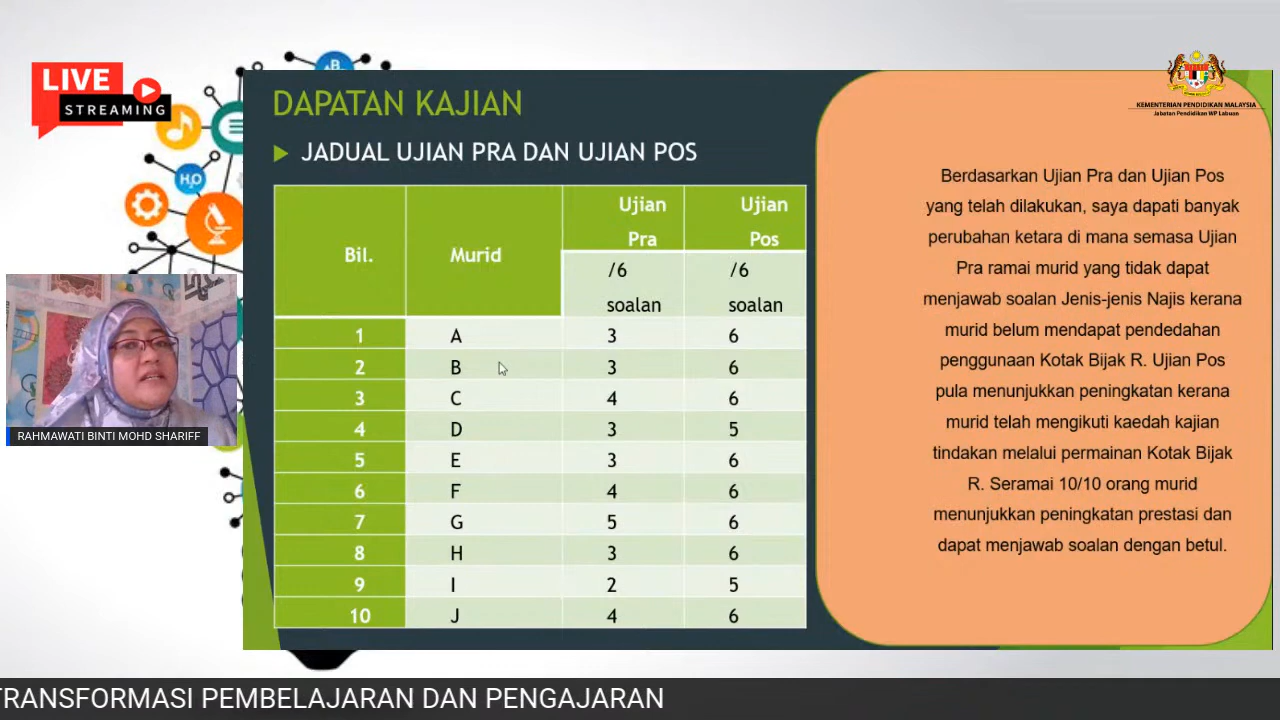 LIVE
STREAMING
B
H₂O
KEMENTERIAN PENDIDIKAN MALAYSIA
Jabatan Pendidikan WP Labuan
DAPATAN KAJIAN
JADUAL UJIAN PRA DAN UJIAN POS
Bil. Murid Ujian Pra Ujian Pos
/6 soalan /6 soalan
1 A 3 6
2 B 3 6
3 C 4 6
4 D 3 5
5 E 3 6
6 F 4 6
7 G 5 6
8 H 3 6
9 I 2 5
10 J 4 6
Berdasarkan Ujian Pra dan Ujian Pos
yang telah dilakukan, saya dapati banyak
perubahan ketara di mana semasa Ujian
Pra ramai murid yang tidak dapat
menjawab soalan Jenis-jenis Najis kerana
murid belum mendapat pendedahan
penggunaan Kotak Bijak R. Ujian Pos
pula menunjukkan peningkatan kerana
murid telah mengikuti kaedah kajian
tindakan melalui permainan Kotak Bijak
R. Seramai 10/10 orang murid
menunjukkan peningkatan prestasi dan
dapat menjawab soalan dengan betul.
RAHMAWATI BINTI MOHD SHARIFF
TRANSFORMASI PEMBELAJARAN DAN PENGAJARAN